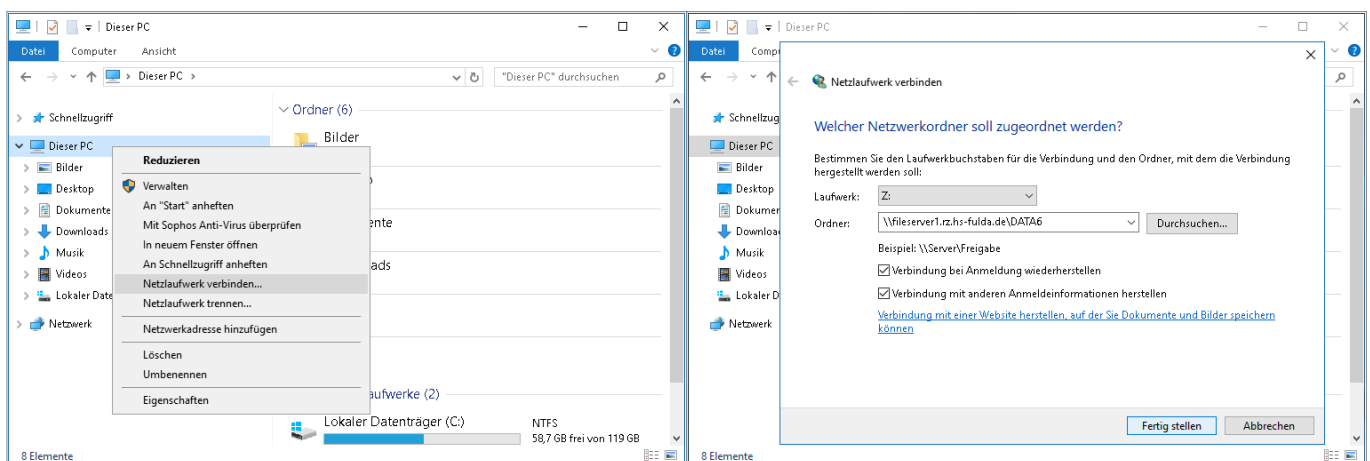 Dieser PC
Datei Computer Ansicht
Dieser PC
"Dieser PC" durchsuchen
Schnellzugriff
Dieser PC
Bilder
Desktop
Dokumente
Downloads
Musik
Videos
Lokaler Date
Netzwerk
Reduzieren
Verwalten
An "Start" anheften
Mit Sophos Anti-Virus überprüfen
In neuem Fenster öffnen
An Schnellzugriff anheften
Netzlaufwerk verbinden...
Netzlaufwerk trennen...
Netzwerkadresse hinzufügen
Löschen
Umbenennen
Eigenschaften
Ordner (6)
Bilder
ente
ads
aufwerke (2)
Lokaler Datenträger (C:)
NTFS
58,7 GB frei von 119 GB
8 Elemente
Dieser PC
Datei Comp
Schnellzug
Dieser PC
Bilder
Desktop
Dokumen
Downloa
Musik
Videos
Lokaler D
Netzwerk
8 Elemente
Netzlaufwerk verbinden
Welcher Netzwerkordner soll zugeordnet werden?
Bestimmen Sie den Laufwerkbuchstaben für die Verbindung und den Ordner, mit dem die Verbindung
hergestellt werden soll:
Laufwerk: Z:
Ordner: \\fileserver1.rz.hs-fulda.de\DATA6 Durchsuchen...
Beispiel: \\Server\Freigabe
Verbindung bei Anmeldung wiederherstellen
Verbindung mit anderen Anmeldeinformationen herstellen
Verbindung mit einer Website herstellen, auf der Sie Dokumente und Bilder speichern
können
Fertig stellen Abbrechen